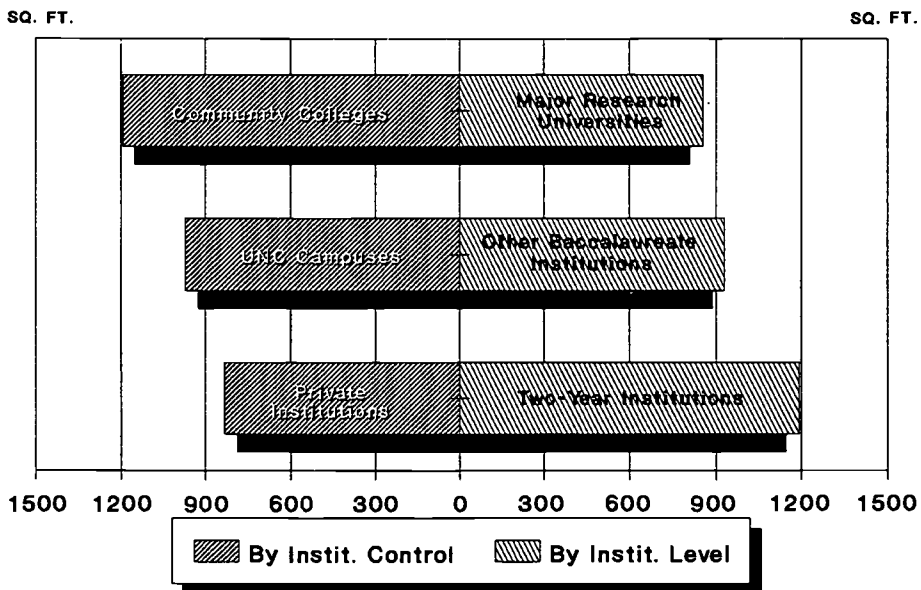 SQ. FT.
SQ. FT.
Community Colleges
Major Research
Universities
UNC Campuses
Other Baccalaureate
Institutions
Private
Institutions
Two-Year Institutions
1500 1200 900 600 300 0 300 600 900 1200 1500
By Instit. Control
By Instit. Level